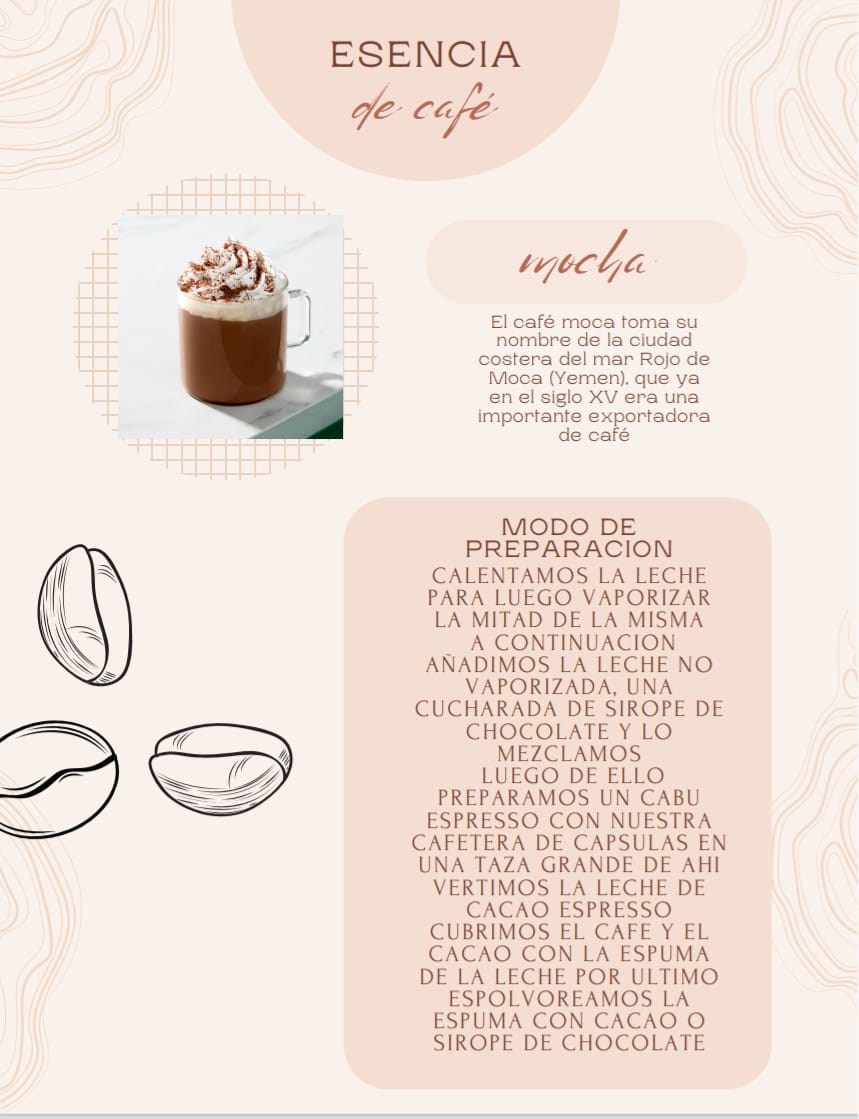 ESENCIA
de café
mocha
El café moca toma su
nombre de la ciudad
costera del mar Rojo de
Moca (Yemen), que ya
en el siglo XV era una
importante exportadora
de café
MODO DE
PREPARACION
CALENTAMOS LA LECHE
PARA LUEGO VAPORIZAR
LA MITAD DE LA MISMA
A CONTINUACION
AÑADIMOS LA LECHE NO
VAPORIZADA, UNA
CUCHARADA DE SIROPE DE
CHOCOLATE Y LO
MEZCLAMOS
LUEGO DE ELLO
PREPARAMOS UN CABU
ESPRESSO CON NUESTRA
CAFETERA DE CAPSULAS EN
UNA TAZA GRANDE DE AHI
VERTIMOS LA LECHE DE
CACAO ESPRESSO
CUBRIMOS EL CAFE Y EL
CACAO CON LA ESPUMA
DE LA LECHE POR ULTIMO
ESPOLVOREAMOS LA
ESPUMA CON CACAO O
SIROPE DE CHOCOLATE